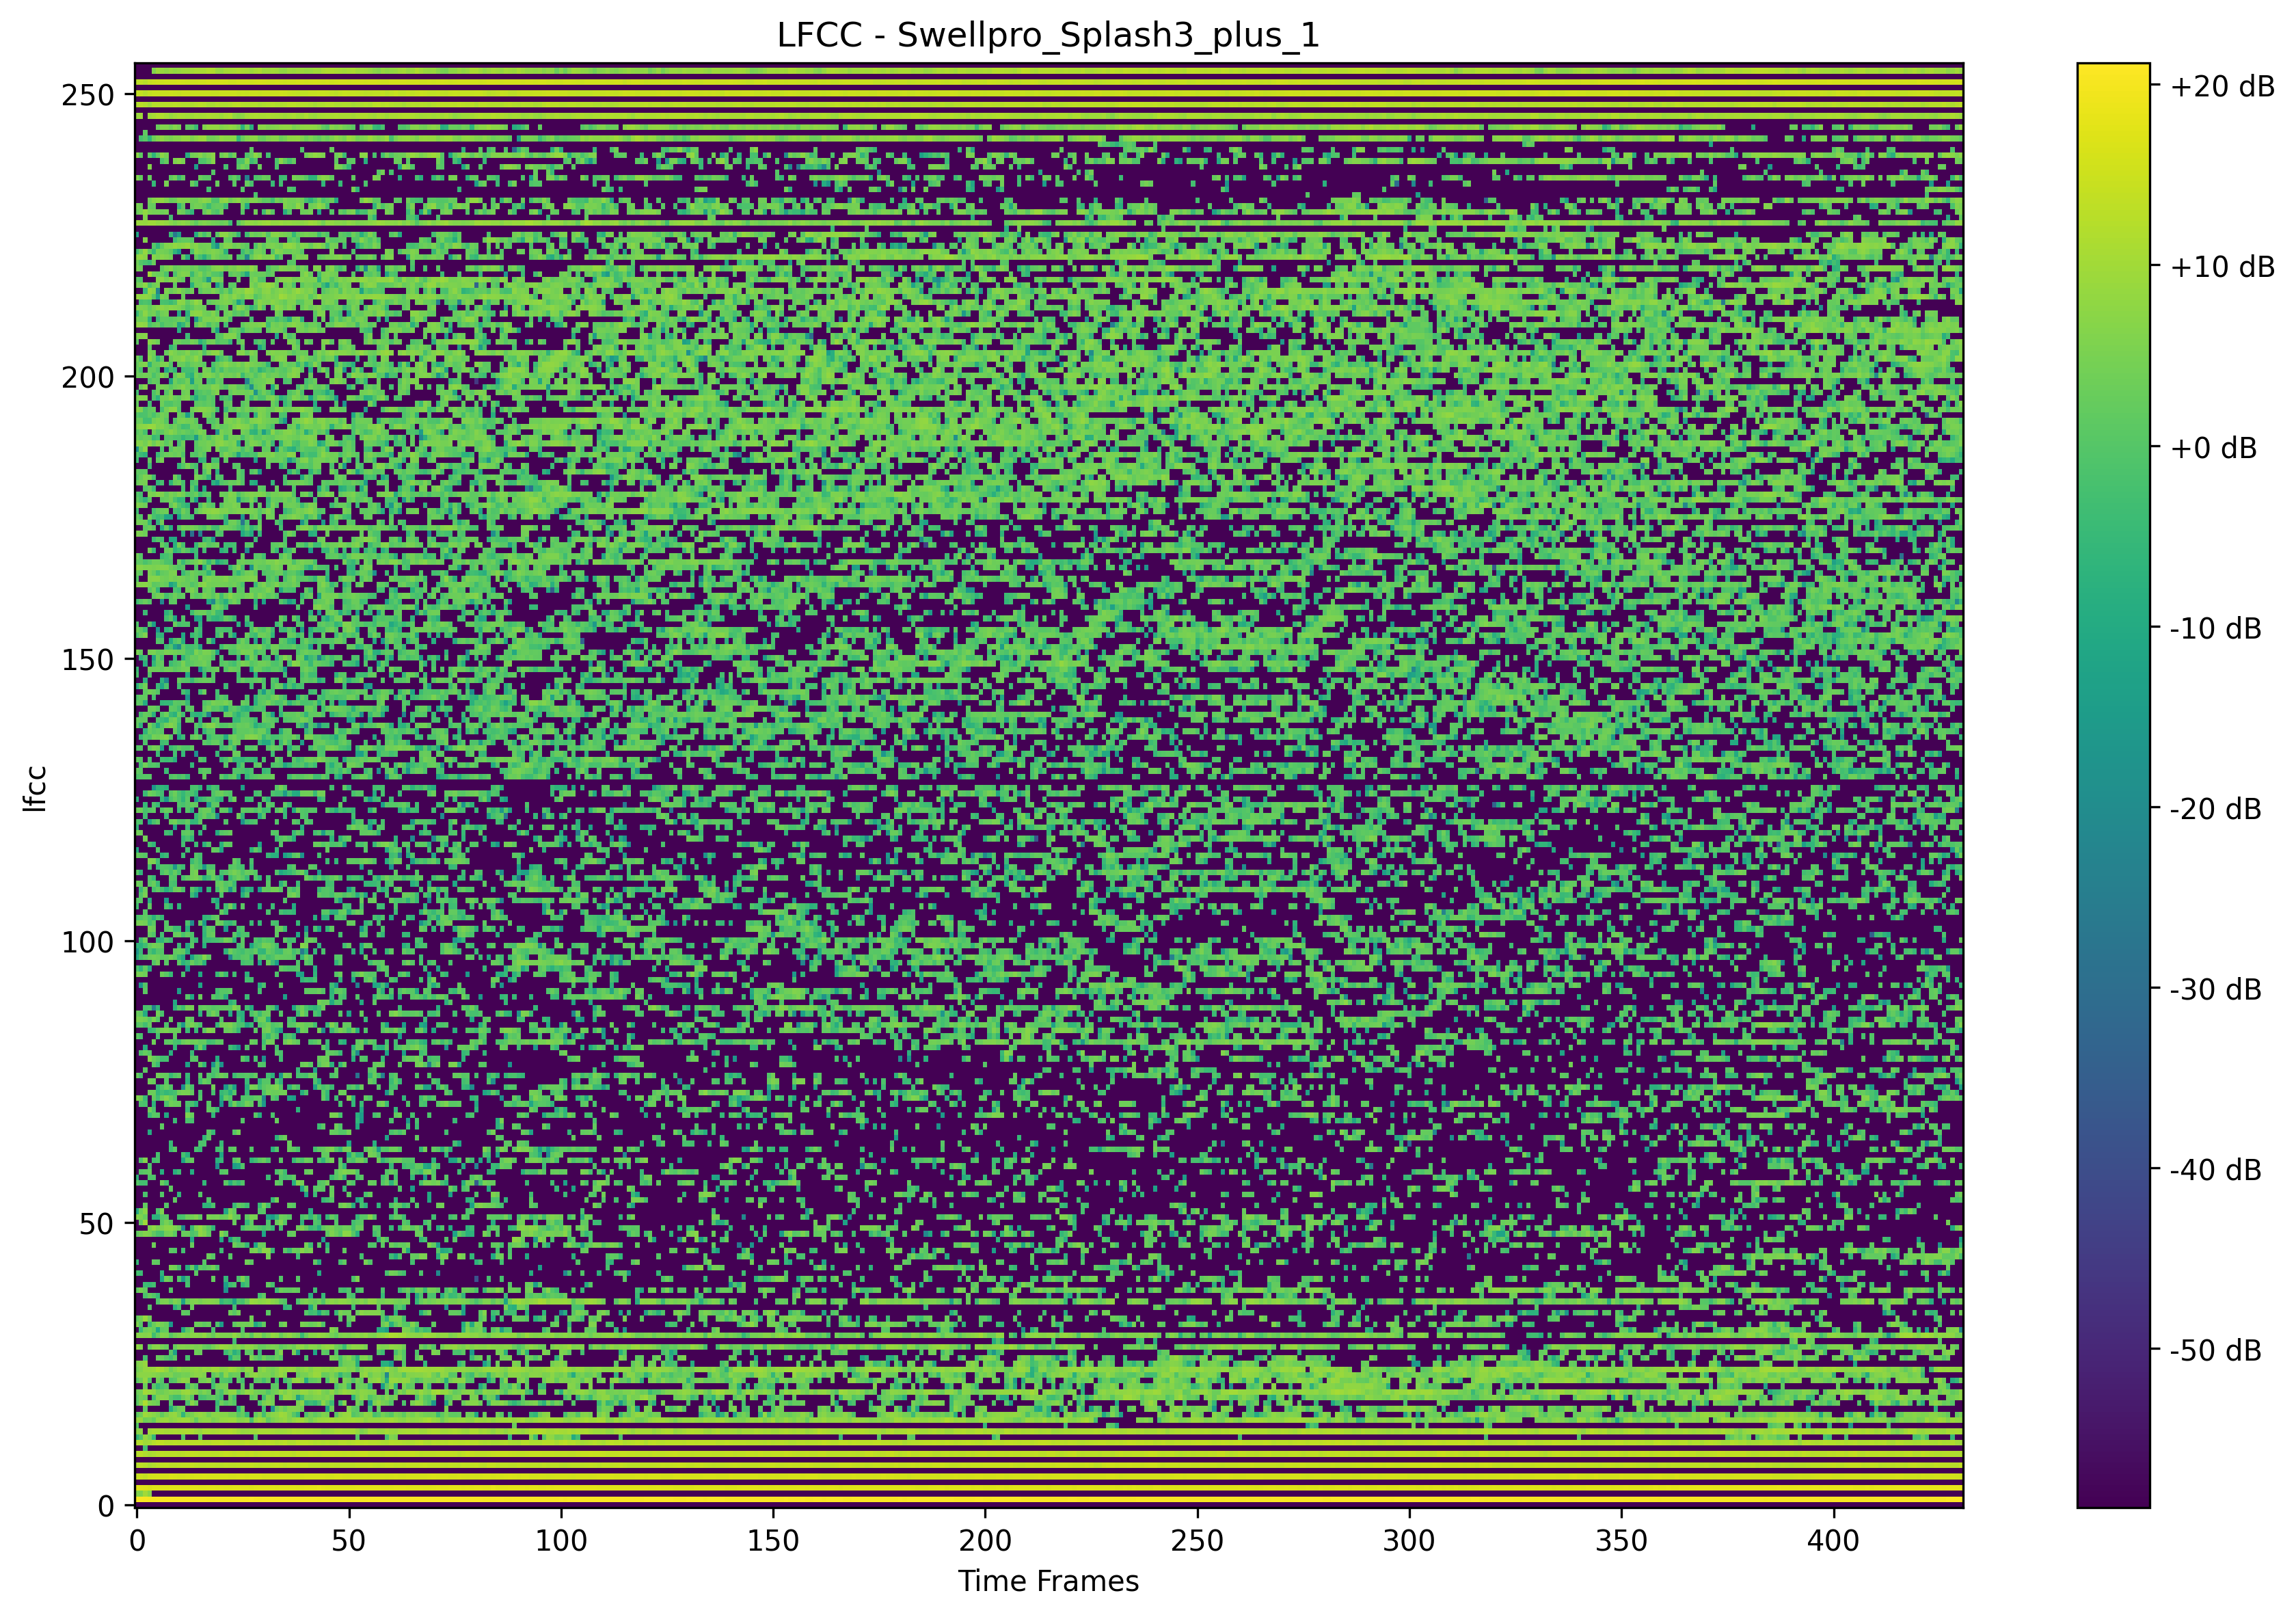 LFCC - Swellpro_Splash3_plus_1
250
200
150
100
50
0
lfcc
0 50 100 150 200 250 300 350 400
Time Frames
+20 dB
+10 dB
+0 dB
-10 dB
-20 dB
-30 dB
-40 dB
-50 dB